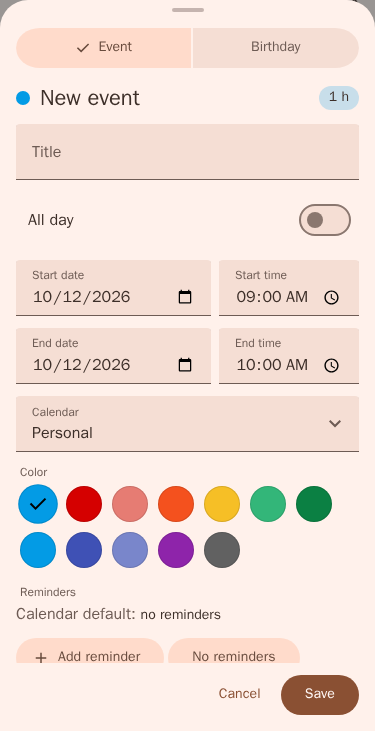 Event
Birthday
New event
1 h
Title
All day
Start date
10/12/2026
Start time
09:00 AM
End date
10/12/2026
End time
10:00 AM
Calendar
Personal
Color
Reminders
Calendar default: no reminders
Add reminder
No reminders
Cancel
Save